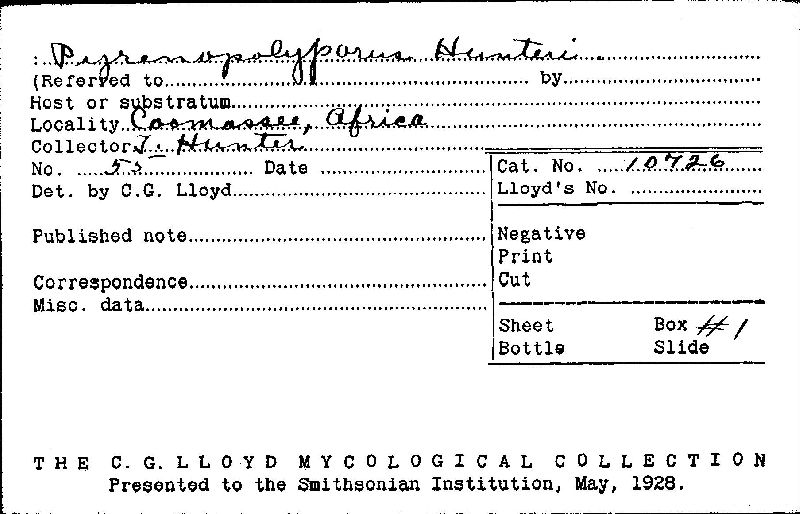 : Pyrenopolyporus Hunteri.
(Referred to.......... by..........
Host or substratum..........
Locality Coomassee, Africa
Collector T. Hunter
No. 55 Date .......... Cat. No. 10726
Det. by C.G. Lloyd.......... Lloyd's No. ..........
Published note.......... Negative
Print
Correspondence.......... Cut
Misc. data..........
Sheet Box # 1
Bottle Slide
THE C.G. LLOYD MYCOLOGICAL COLLECTION
Presented to the Smithsonian Institution, May, 1928.